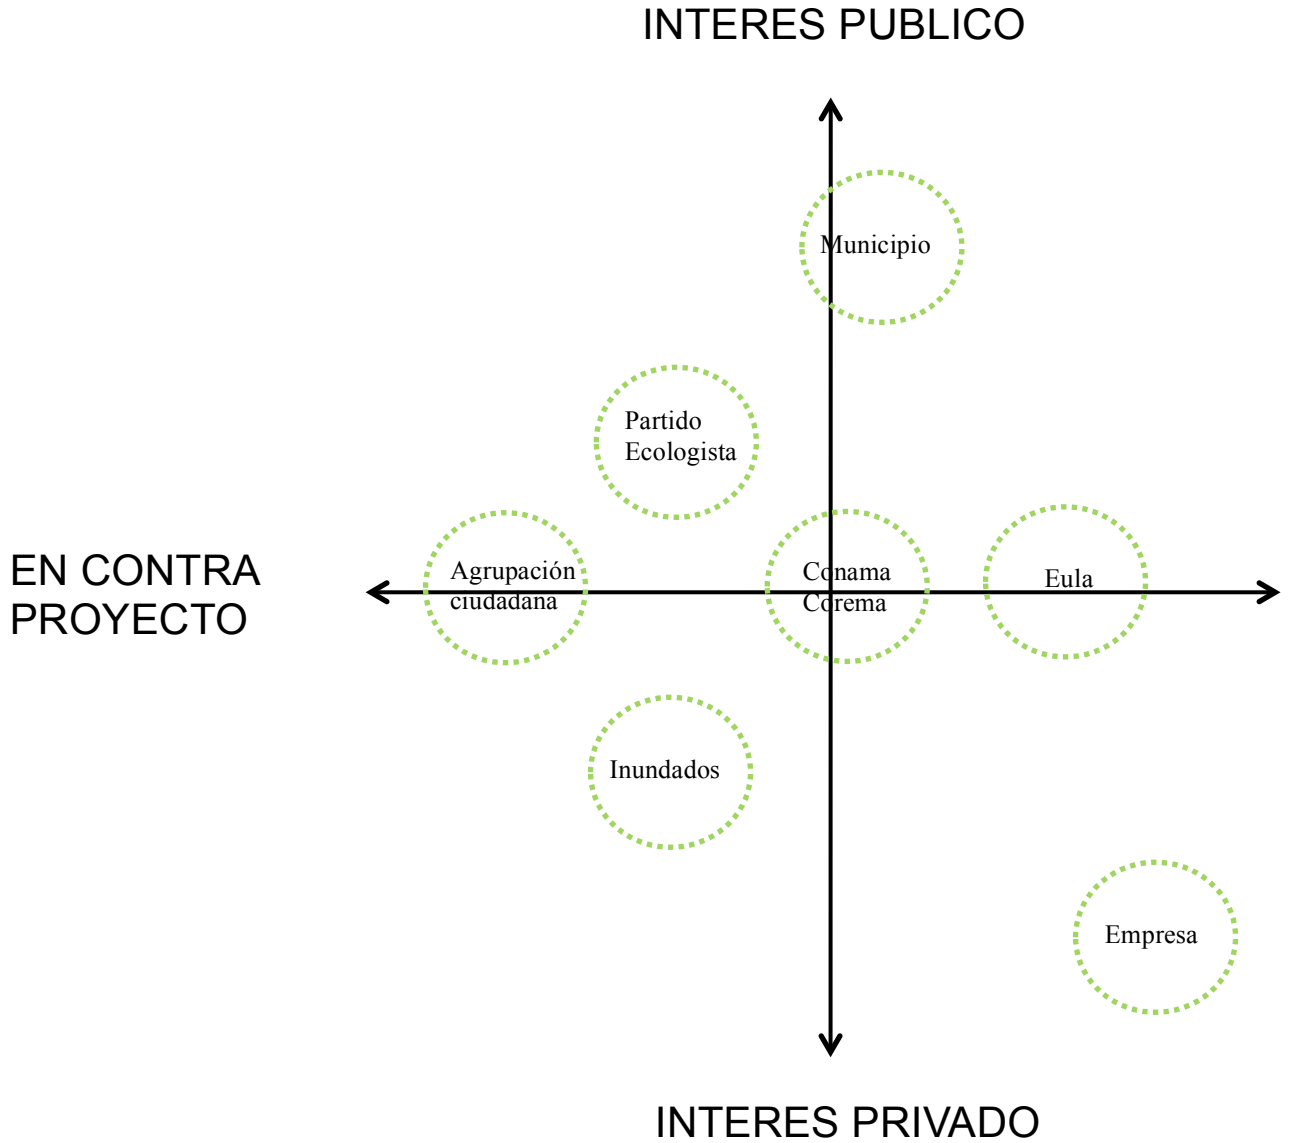 INTERES PUBLICO
Municipio
Partido
Ecologista
EN CONTRA
PROYECTO
Agrupación
ciudadana
Conama
Corema
Eula
Inundados
Empresa
INTERES PRIVADO